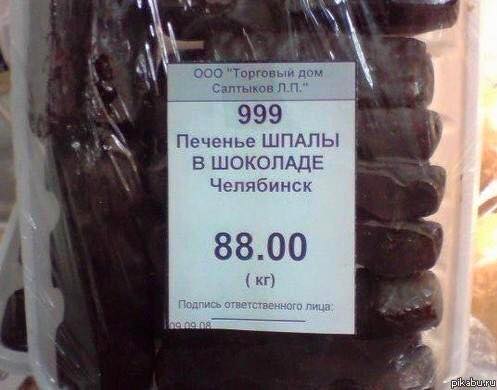 ООО "Торговый дом
Салтыков Л.П."
999
Печенье ШПАЛЫ
В ШОКОЛАДЕ
Челябинск
88.00
( кг)
Подпись ответственного лица:
09.09.08
pikabu.ru